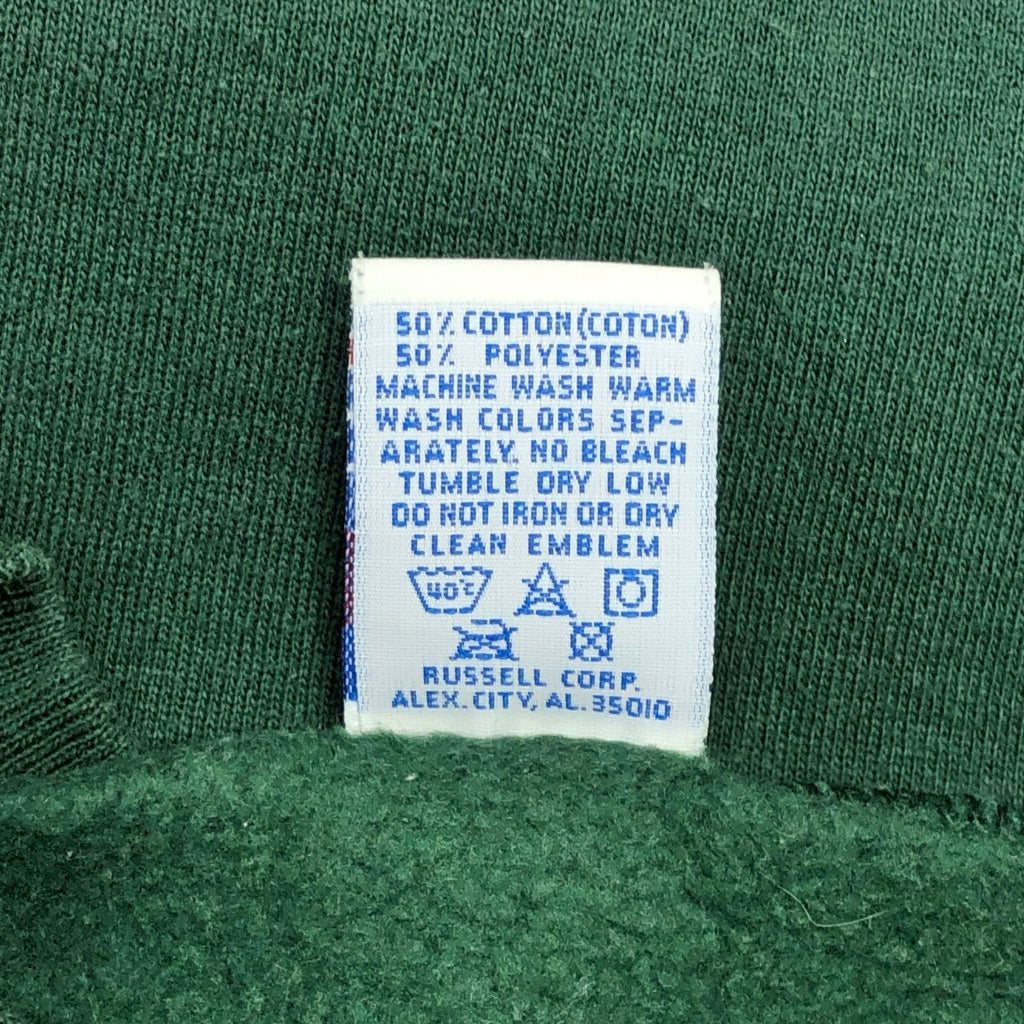 50% COTTON (COTON)
50% POLYESTER
MACHINE WASH WARM
WASH COLORS SEP-
ARATELY. NO BLEACH
TUMBLE DRY LOW
DO NOT IRON OR DRY
CLEAN EMBLEM
40°C
RUSSELL CORP.
ALEX. CITY, AL. 35010